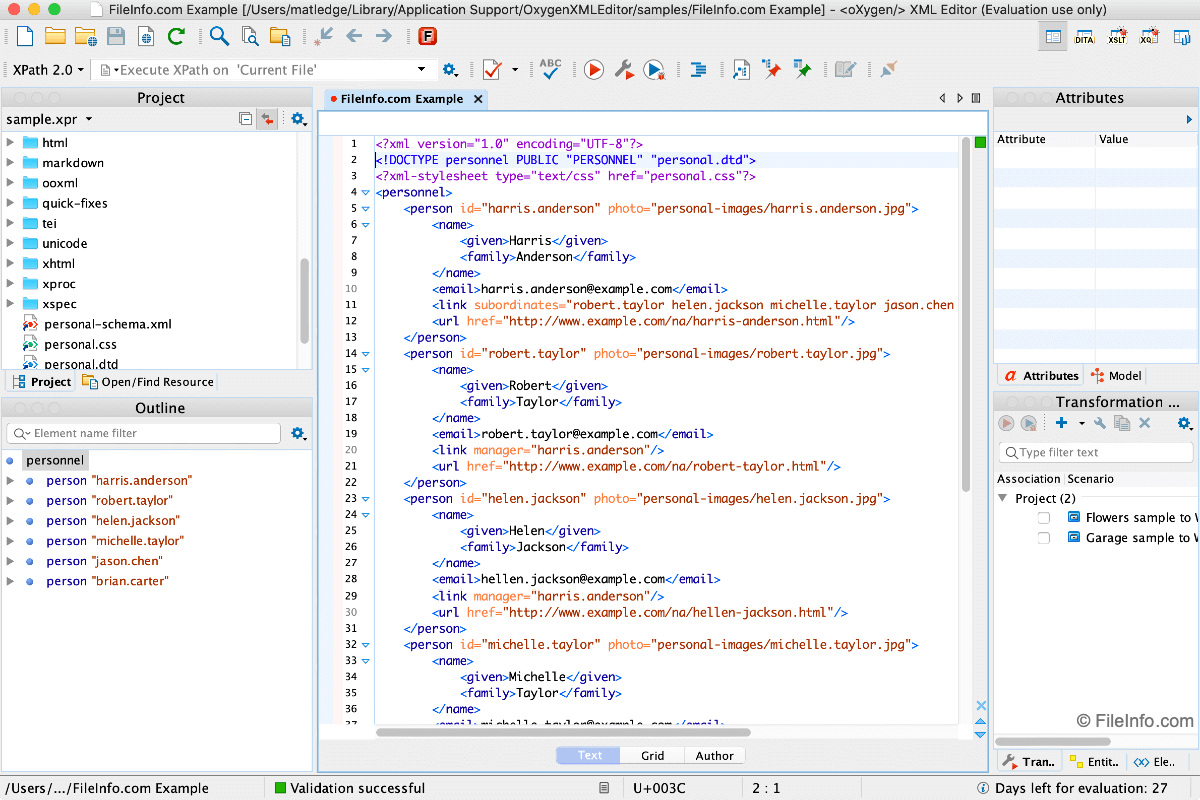 FileInfo.com Example [/Users/matledge/Library/Application Support/OxygenXMLEditor/samples/FileInfo.com Example] - <oXygen/> XML Editor (Evaluation use only)
DITA XSLT XQ
XPath 2.0 Execute XPath on 'Current File' ABC
Project
sample.xpr
html
markdown
ooxml
quick-fixes
tei
unicode
xhtml
xproc
xspec
personal-schema.xml
personal.css
personal.dtd
Project Open/Find Resource
Outline
Element name filter
personnel
person "harris.anderson"
person "robert.taylor"
person "helen.jackson"
person "michelle.taylor"
person "jason.chen"
person "brian.carter"
FileInfo.com Example
1 <?xml version="1.0" encoding="UTF-8"?>
2 <!DOCTYPE personnel PUBLIC "PERSONNEL" "personal.dtd">
3 <?xml-stylesheet type="text/css" href="personal.css"?>
4 <personnel>
5 <person id="harris.anderson" photo="personal-images/harris.anderson.jpg">
6 <name>
7 <given>Harris</given>
8 <family>Anderson</family>
9 </name>
10 <email>harris.anderson@example.com</email>
11 <link subordinates="robert.taylor helen.jackson michelle.taylor jason.chen
12 <url href="http://www.example.com/na/harris-anderson.html"/>
13 </person>
14 <person id="robert.taylor" photo="personal-images/robert.taylor.jpg">
15 <name>
16 <given>Robert</given>
17 <family>Taylor</family>
18 </name>
19 <email>robert.taylor@example.com</email>
20 <link manager="harris.anderson"/>
21 <url href="http://www.example.com/na/robert-taylor.html"/>
22 </person>
23 <person id="helen.jackson" photo="personal-images/helen.jackson.jpg">
24 <name>
25 <given>Helen</given>
26 <family>Jackson</family>
27 </name>
28 <email>hellen.jackson@example.com</email>
29 <link manager="harris.anderson"/>
30 <url href="http://www.example.com/na/hellen-jackson.html"/>
31 </person>
32 <person id="michelle.taylor" photo="personal-images/michelle.taylor.jpg">
33 <name>
34 <given>Michelle</given>
35 <family>Taylor</family>
36 </name>
37 <email>michelle.taylor@example.com</email>
Text Grid Author
Attributes
Attribute Value
Attributes Model
Transformation ...
Type filter text
Association Scenario
Project (2)
Flowers sample to W
Garage sample to W
© FileInfo.com
Tran.. Entit.. Ele..
/Users/.../FileInfo.com Example Validation successful U+003C 2 : 1 Days left for evaluation: 27